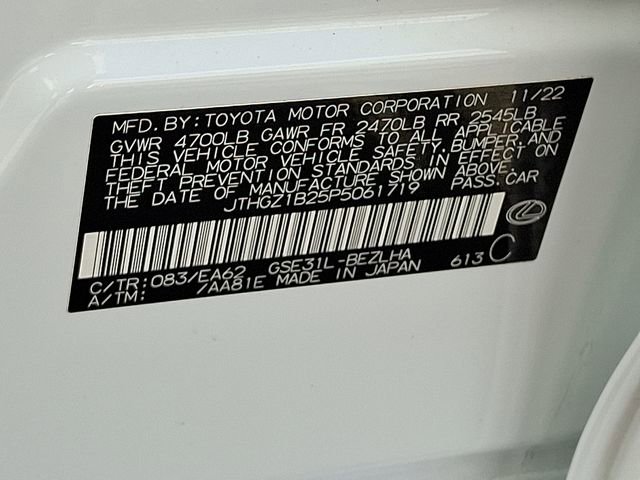 MFD. BY: TOYOTA MOTOR CORPORATION 11/22
GVWR 4700LB GAWR FR 2470LB RR 2545LB
THIS VEHICLE CONFORMS TO ALL APPLICABLE
FEDERAL MOTOR VEHICLE SAFETY, BUMPER, AND
THEFT PREVENTION STANDARDS IN EFFECT ON
THE DATE OF MANUFACTURE SHOWN ABOVE.
JTHGZ1B25P5061719 PASS. CAR
C/TR: 083/EA62 GSE31L-BEZLHA
A/TM: /AA81E MADE IN JAPAN 613 C